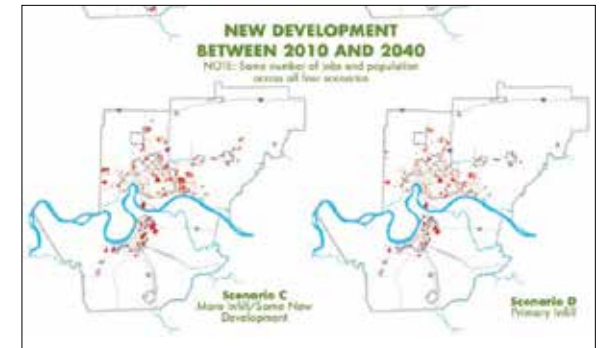 NEW DEVELOPMENT
BETWEEN 2010 AND 2040
NOTE: Same number of jobs and population
across all four scenarios
Scenario C
More Infill/Some New
Development
Scenario D
Primary Infill